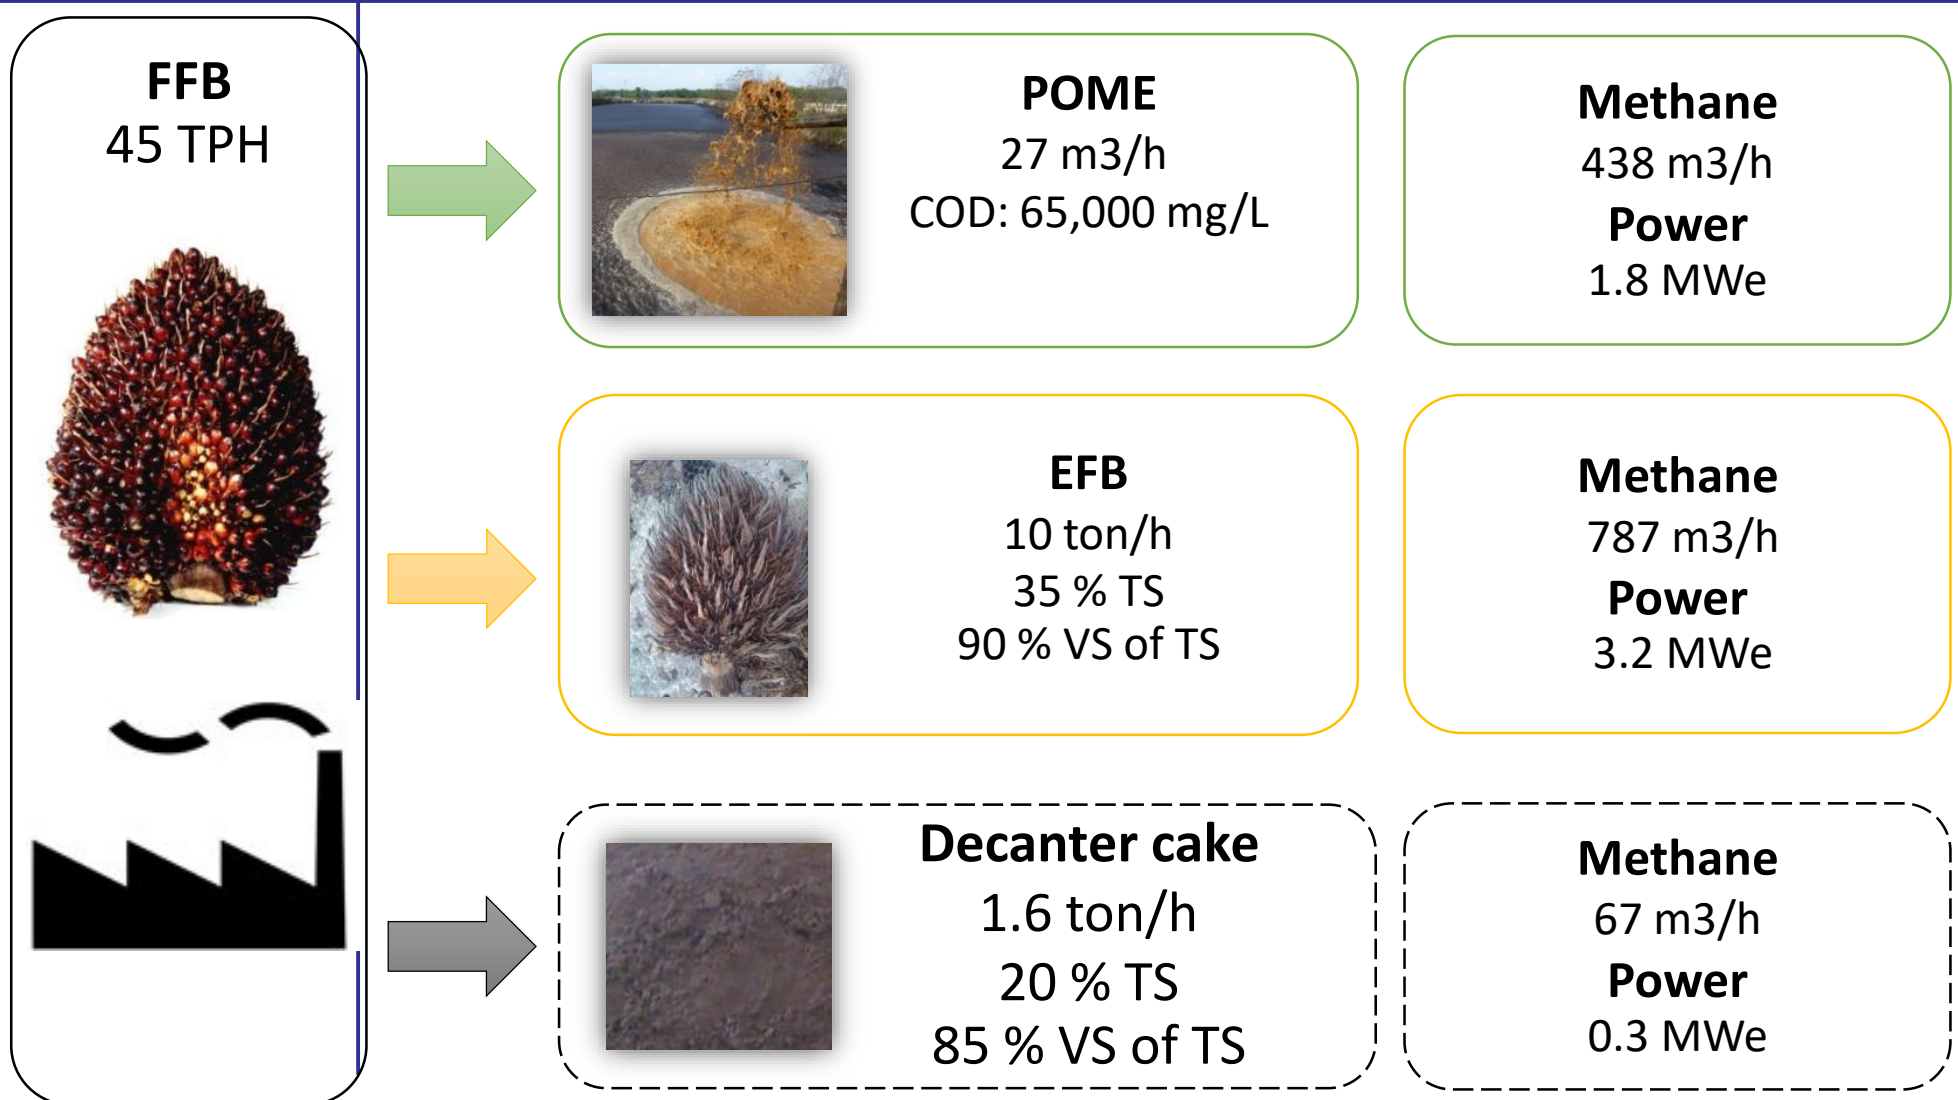 FFB
45 TPH
POME
27 m3/h
COD: 65,000 mg/L
Methane
438 m3/h
Power
1.8 MWe
EFB
10 ton/h
35 % TS
90 % VS of TS
Methane
787 m3/h
Power
3.2 MWe
Decanter cake
1.6 ton/h
20 % TS
85 % VS of TS
Methane
67 m3/h
Power
0.3 MWe